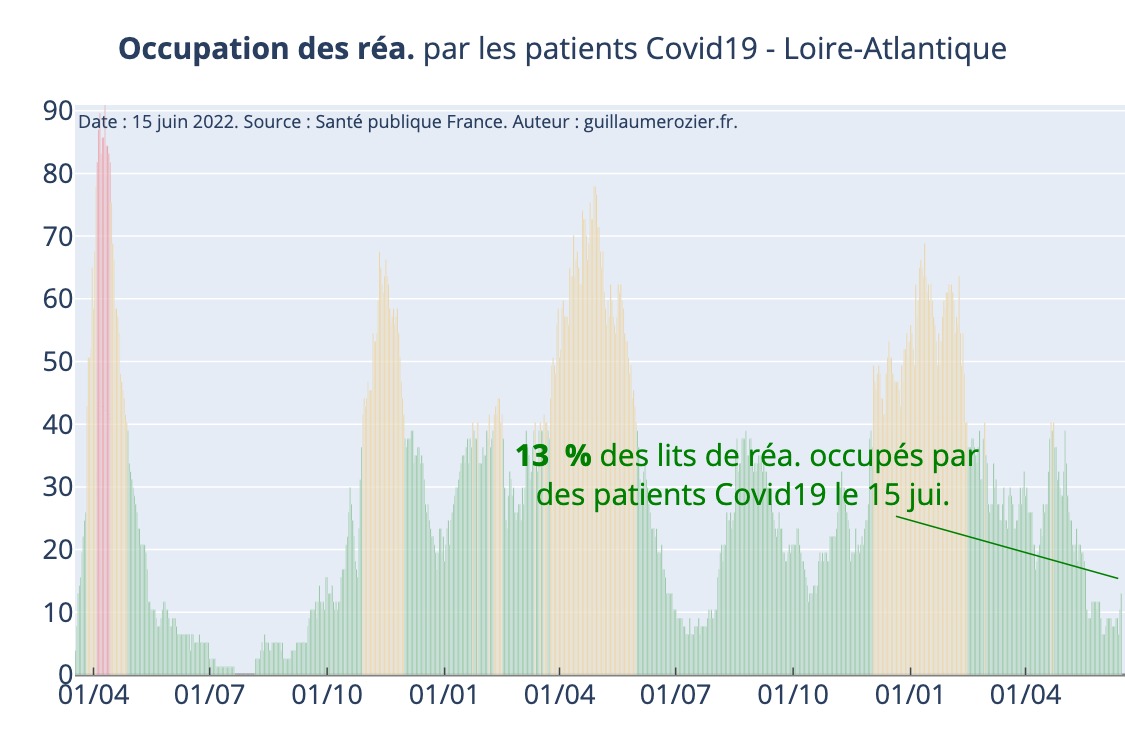 Occupation des réa. par les patients Covid19 - Loire-Atlantique
90
Date : 15 juin 2022. Source : Santé publique France. Auteur : guillaumerozier.fr.
80
70
60
50
40
13 % des lits de réa. occupés par
des patients Covid19 le 15 jui.
30
20
10
0
01/04 01/07 01/10 01/01 01/04 01/07 01/10 01/01 01/04